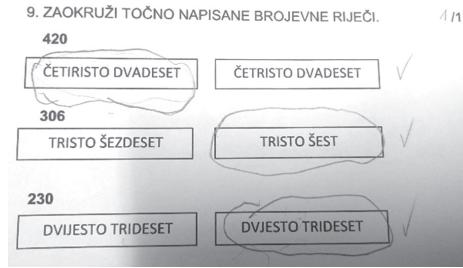 9. ZAOKRUŽI TOČNO NAPISANE BROJEVNE RIJEČI. 1/1
420
ČETIRISTO DVADESET ČETRISTO DVADESET
306
TRISTO ŠEZDESET TRISTO ŠEST
230
DVIJESTO TRIDESET DVJESTO TRIDESET